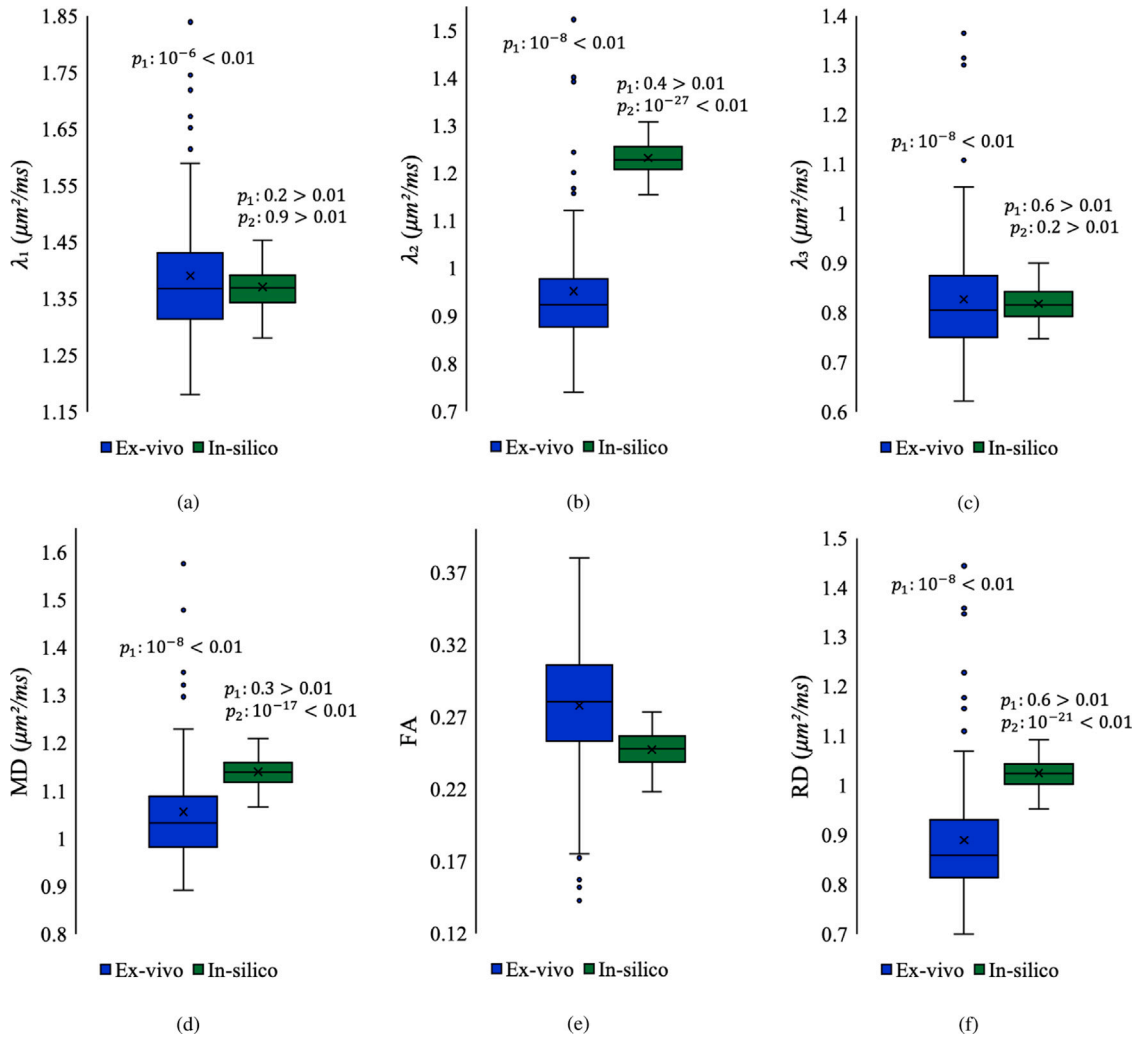 1.85
1.75
1.65
1.55
1.45
1.35
1.25
1.15
λ₁ (μm²/ms)
p₁: 10⁻⁶ < 0.01
p₁: 0.2 > 0.01
p₂: 0.9 > 0.01
Ex-vivo In-silico
(a)
1.5
1.4
1.3
1.2
1.1
1
0.9
0.8
0.7
λ₂ (μm²/ms)
p₁: 10⁻⁸ < 0.01
p₁: 0.4 > 0.01
p₂: 10⁻²⁷ < 0.01
Ex-vivo In-silico
(b)
1.4
1.3
1.2
1.1
1
0.9
0.8
0.7
0.6
λ₃ (μm²/ms)
p₁: 10⁻⁸ < 0.01
p₁: 0.6 > 0.01
p₂: 0.2 > 0.01
Ex-vivo In-silico
(c)
1.6
1.5
1.4
1.3
1.2
1.1
1
0.9
0.8
MD (μm²/ms)
p₁: 10⁻⁸ < 0.01
p₁: 0.3 > 0.01
p₂: 10⁻¹⁷ < 0.01
Ex-vivo In-silico
(d)
0.37
0.32
0.27
0.22
0.17
0.12
FA
Ex-vivo In-silico
(e)
1.5
1.4
1.3
1.2
1.1
1
0.9
0.8
0.7
RD (μm²/ms)
p₁: 10⁻⁸ < 0.01
p₁: 0.6 > 0.01
p₂: 10⁻²¹ < 0.01
Ex-vivo In-silico
(f)